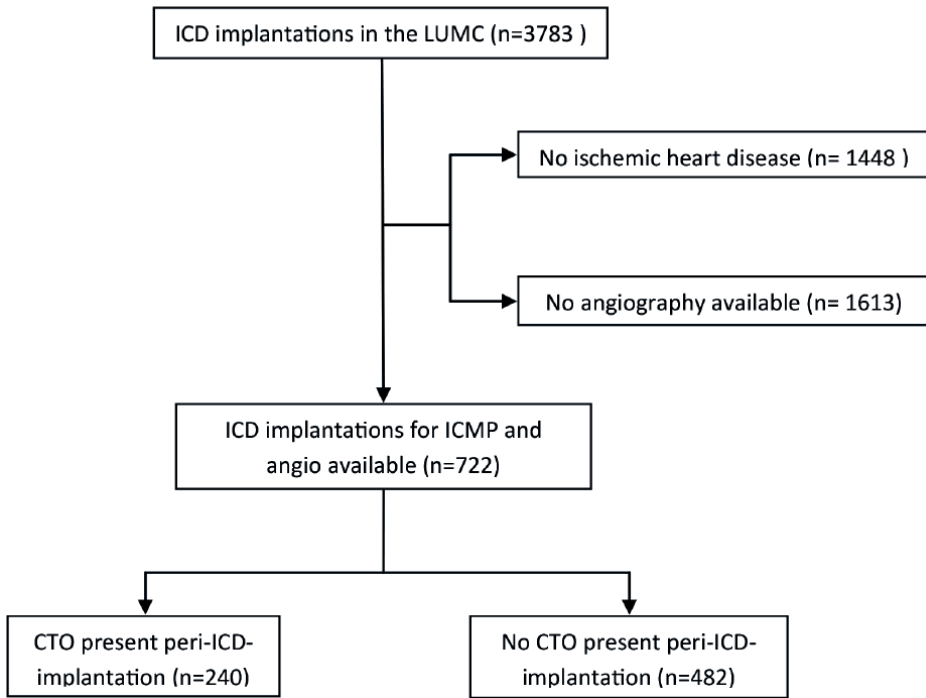 ICD implantations in the LUMC (n=3783 )
No ischemic heart disease (n= 1448 )
No angiography available (n= 1613)
ICD implantations for ICMP and
angio available (n=722)
CTO present peri-ICD-
implantation (n=240)
No CTO present peri-ICD-
implantation (n=482)